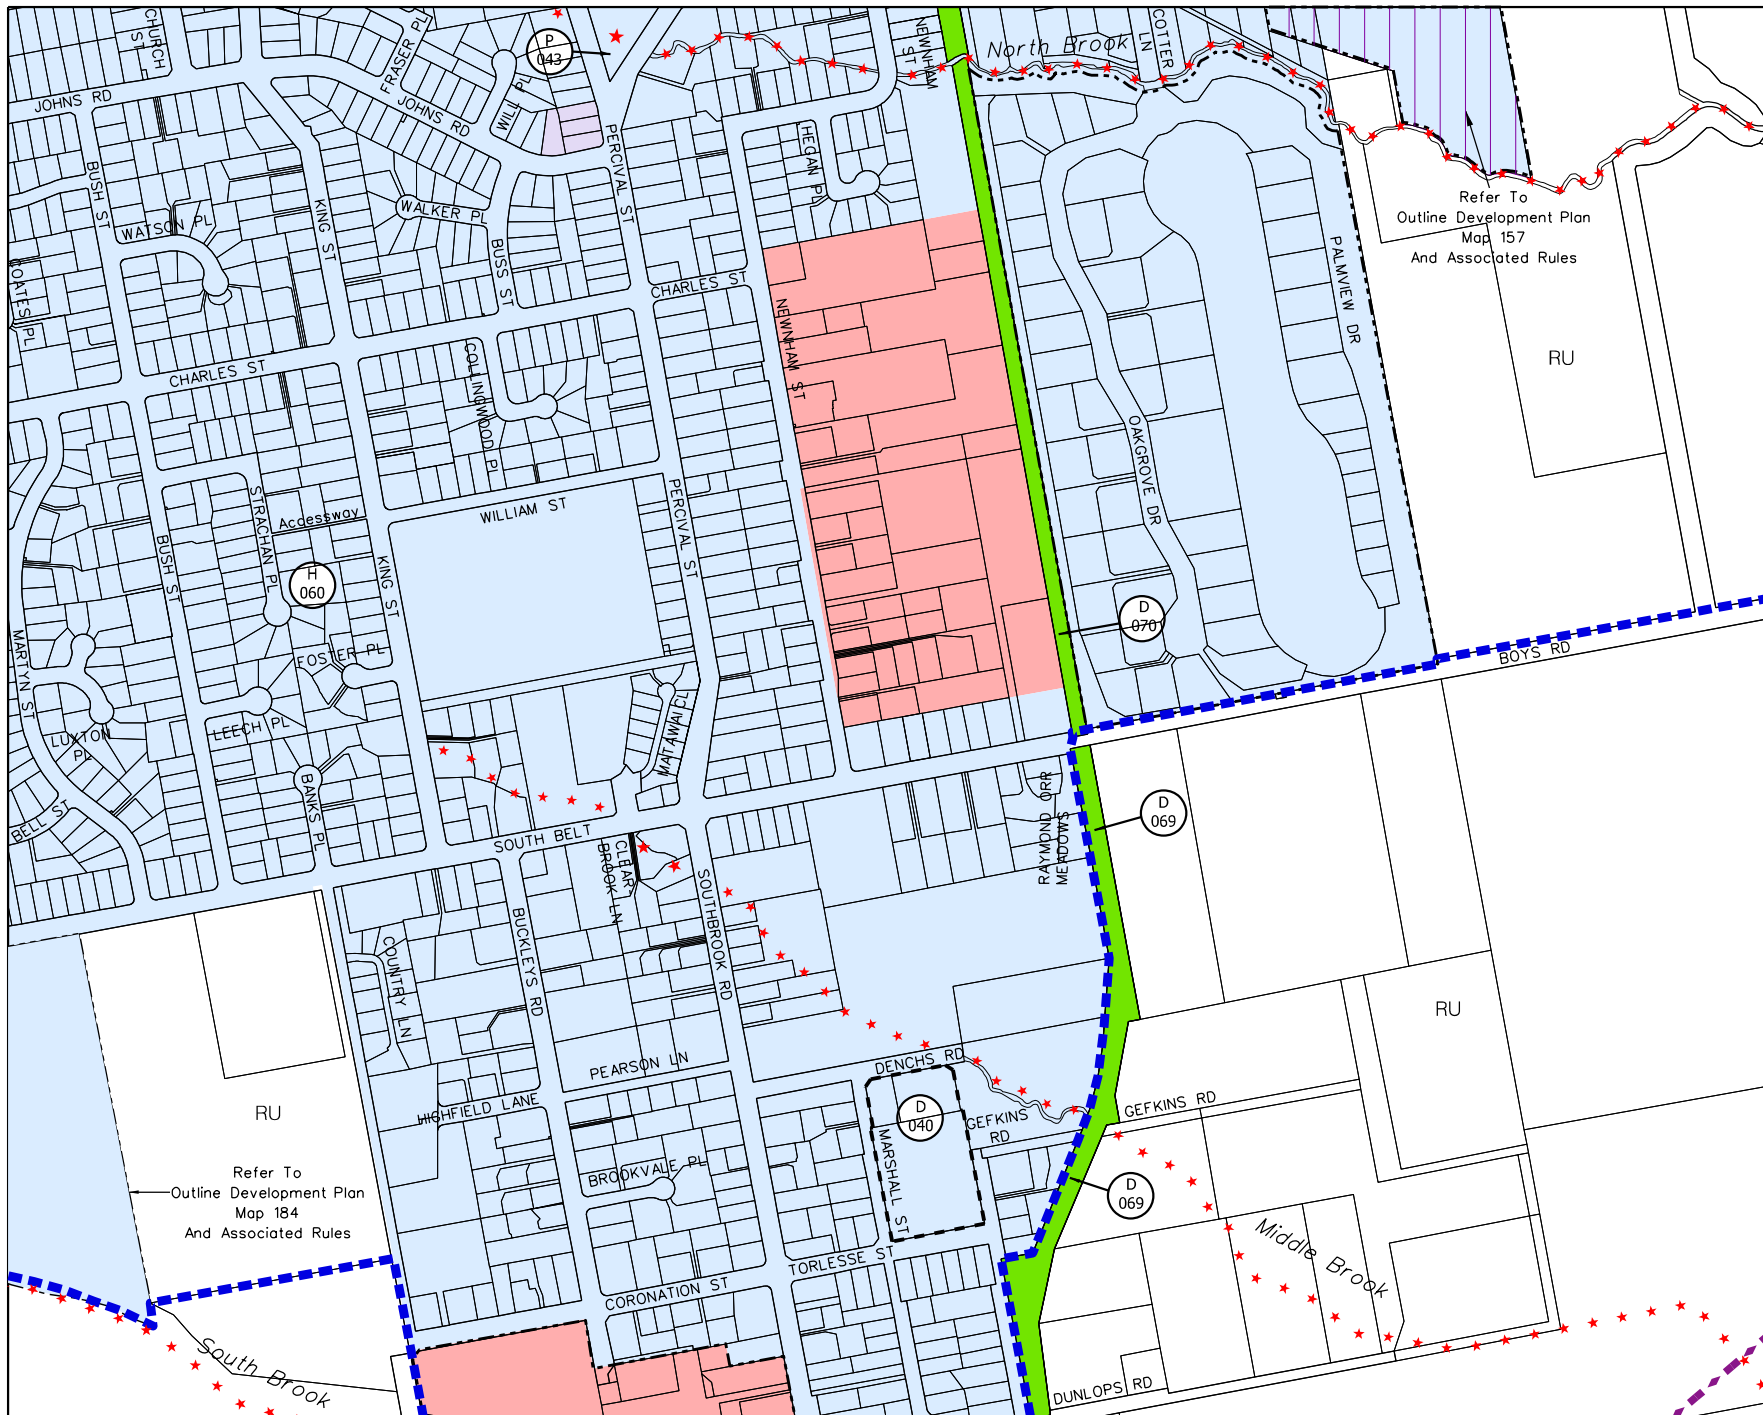 CHURCH
ST
FRASER PL
P
043
NEWNHAM
ST
North Brook
COTTER
LN
JOHNS RD
JOHNS RD
WILL PL
PERCIVAL ST
HEGAN PL
BUSH ST
WATSON PL
KING ST
WALKER PL
BUSS ST
Refer To
Outline Development Plan
Map 157
And Associated Rules
COATES PL
CHARLES ST
NEWNHAM ST
PALMVIEW DR
RU
CHARLES ST
COLLINGWOOD PL
OAKGROVE DR
STRACHAN PL
Accessway
WILLIAM ST
PERCIVAL ST
BUSH ST
H
060
KING ST
D
070
MARTYN ST
FOSTER PL
BOYS RD
LUXTON
PL
LEECH PL
MATAWAI CL
BANKS PL
BELL ST
SOUTH BELT
CLEAR-
BROOK LN
RAYMOND ORR
MEADOWS
D
069
COUNTRY LN
BUCKLEYS RD
SOUTHBROOK RD
RU
PEARSON LN
DENCHS RD
HIGHFIELD LANE
RU
D
040
GEFKINS
RD
GEFKINS RD
MARSHALL ST
BROOKVALE PL
Refer To
Outline Development Plan
Map 184
And Associated Rules
D
069
TORLESSE ST
CORONATION ST
Middle Brook
South Brook
DUNLOPS RD